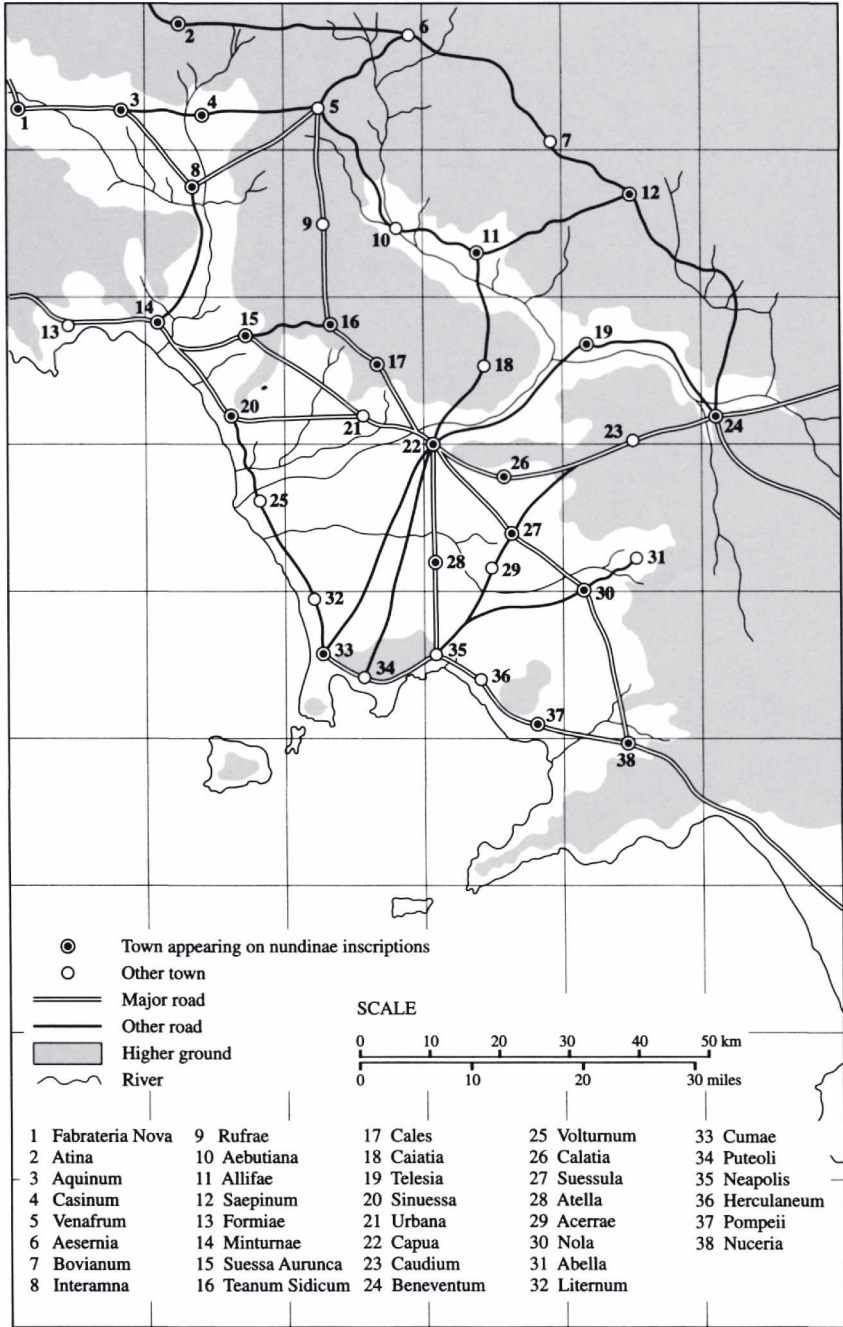 2
6
3
4
5
1
7
8
12
9
10
11
14
13
15
16
19
17
18
20
21
22
23
24
26
25
27
31
28
29
30
32
33
34
35
36
37
38
Town appearing on nundinae inscriptions
Other town
Major road
Other road
Higher ground
River
SCALE
0 10 20 30 40 50 km
0 10 20 30 miles
1 Fabrateria Nova
2 Atina
3 Aquinum
4 Casinum
5 Venafrum
6 Aesernia
7 Bovianum
8 Interamna
9 Rufrae
10 Aebutiana
11 Allifae
12 Saepinum
13 Formiae
14 Minturnae
15 Suessa Aurunca
16 Teanum Sidicum
17 Cales
18 Caiatia
19 Telesia
20 Sinuessa
21 Urbana
22 Capua
23 Caudium
24 Beneventum
25 Volturnum
26 Calatia
27 Suessula
28 Atella
29 Acerrae
30 Nola
31 Abella
32 Liternum
33 Cumae
34 Puteoli
35 Neapolis
36 Herculaneum
37 Pompeii
38 Nuceria